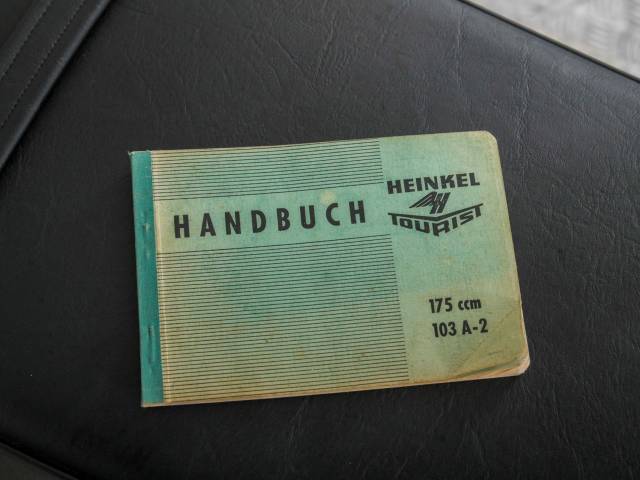 HANDBUCH
HEINKEL
TOURIST
175 ccm
103 A-2